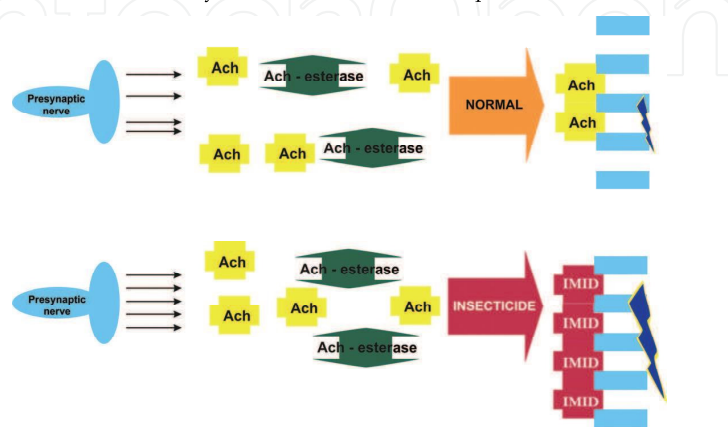 Ach
Ach - esterase
Ach
Presynaptic
nerve
NORMAL
Ach
Ach
Ach
Ach
Ach - esterase
Ach
Ach - esterase
Presynaptic
nerve
Ach
Ach
Ach
INSECTICIDE
Ach - esterase
IMID
IMID
IMID
IMID